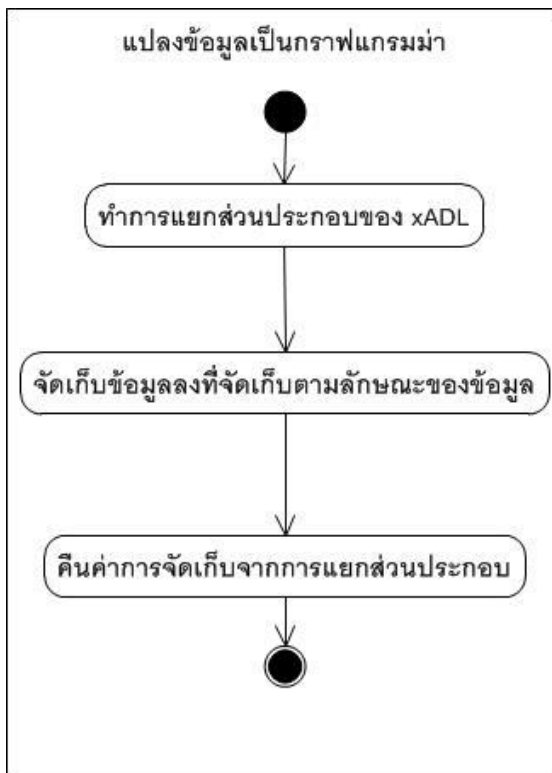 แปลงข้อมูลเป็นกราฟแกรมม่า
ทำการแยกส่วนประกอบของ xADL
จัดเก็บข้อมูลลงที่จัดเก็บตามลักษณะของข้อมูล
คืนค่าการจัดเก็บจากการแยกส่วนประกอบ